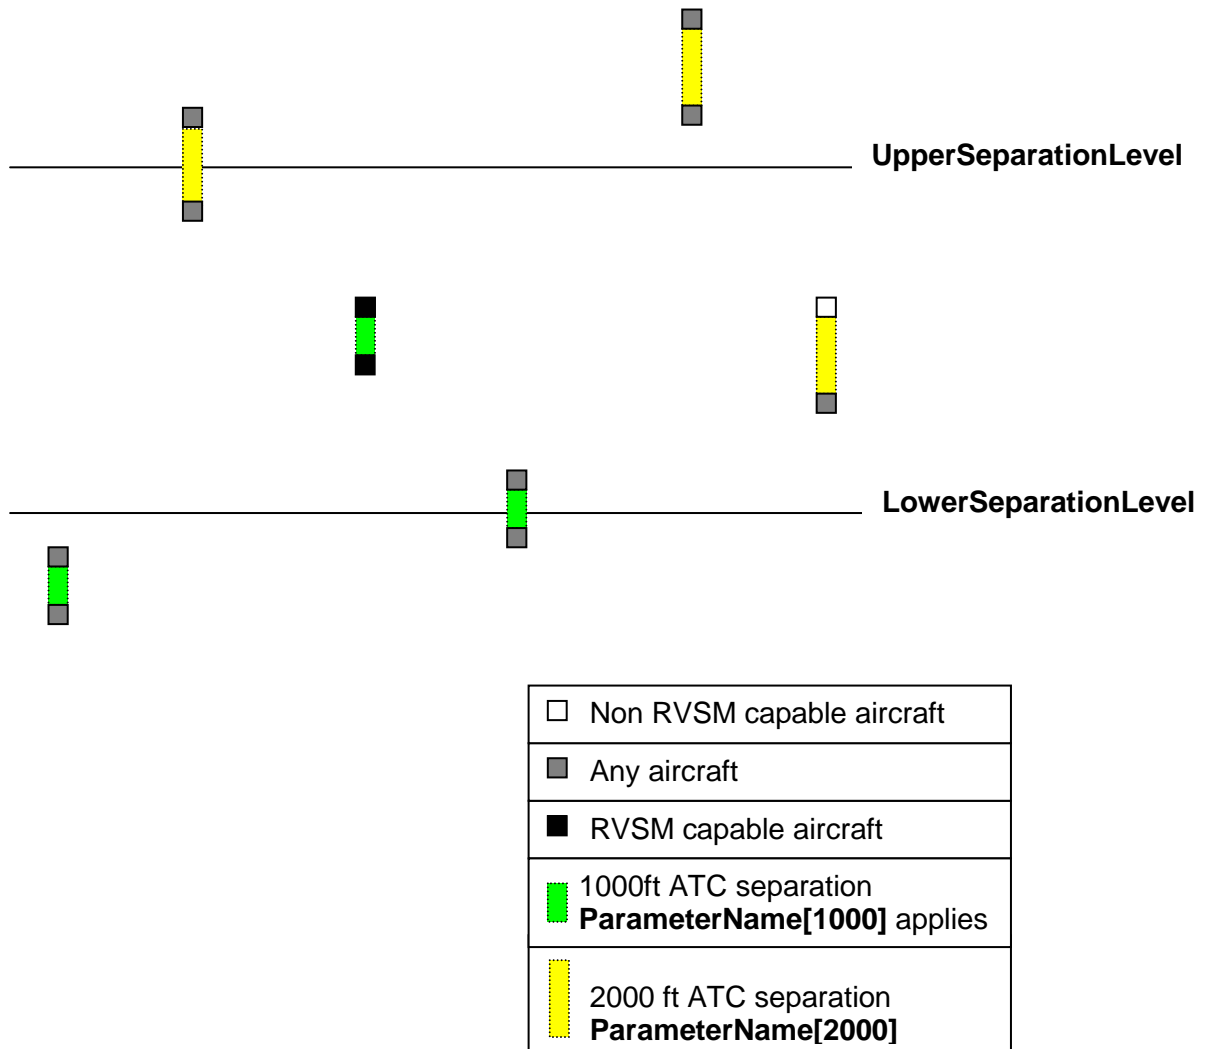 UpperSeparationLevel
LowerSeparationLevel
Non RVSM capable aircraft
Any aircraft
RVSM capable aircraft
1000ft ATC separation
ParameterName[1000] applies
2000 ft ATC separation
ParameterName[2000]